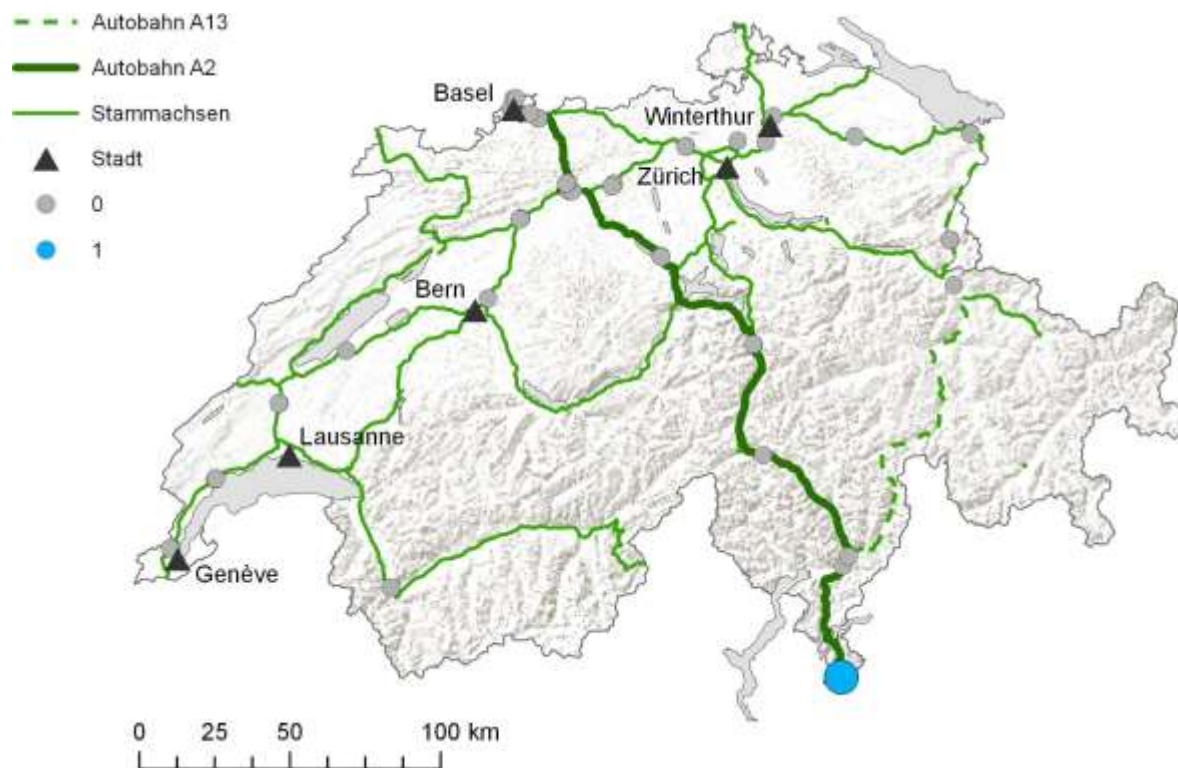 Autobahn A13
Autobahn A2
Stammachsen
Stadt
0
1
Basel
Winterthur
Zürich
Bern
Lausanne
Genève
0 25 50 100 km